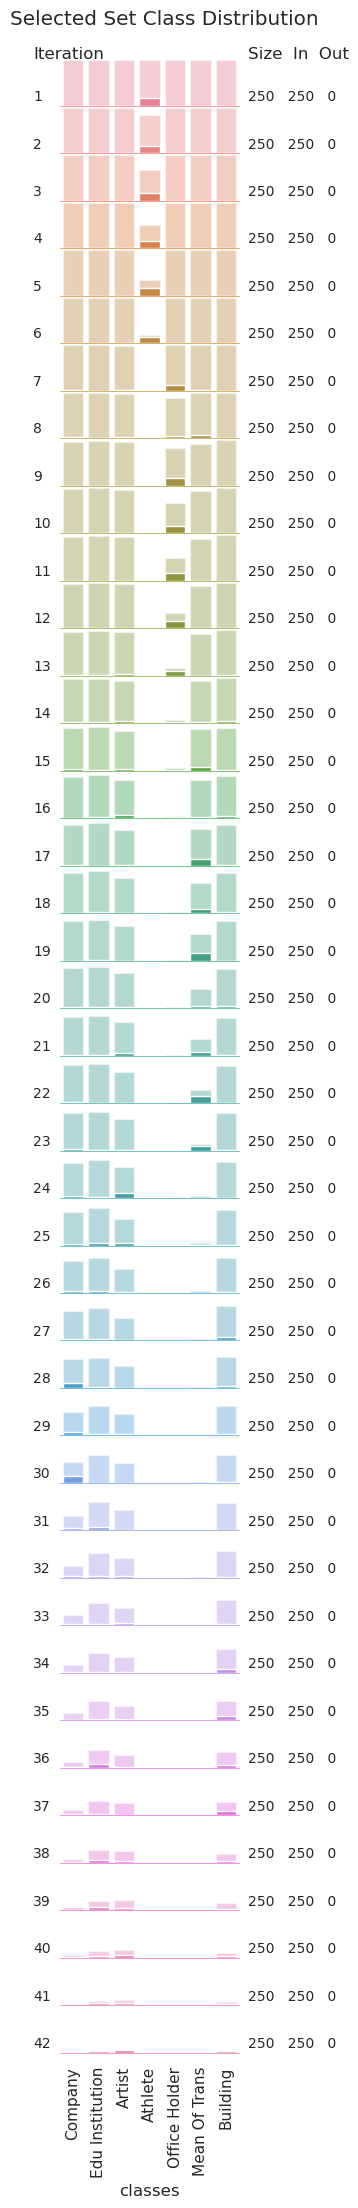 Selected Set Class Distribution
Iteration Size In Out
1 250 250 0
2 250 250 0
3 250 250 0
4 250 250 0
5 250 250 0
6 250 250 0
7 250 250 0
8 250 250 0
9 250 250 0
10 250 250 0
11 250 250 0
12 250 250 0
13 250 250 0
14 250 250 0
15 250 250 0
16 250 250 0
17 250 250 0
18 250 250 0
19 250 250 0
20 250 250 0
21 250 250 0
22 250 250 0
23 250 250 0
24 250 250 0
25 250 250 0
26 250 250 0
27 250 250 0
28 250 250 0
29 250 250 0
30 250 250 0
31 250 250 0
32 250 250 0
33 250 250 0
34 250 250 0
35 250 250 0
36 250 250 0
37 250 250 0
38 250 250 0
39 250 250 0
40 250 250 0
41 250 250 0
42 250 250 0
Company
Edu Institution
Artist
Athlete
Office Holder
Mean Of Trans
Building
classes